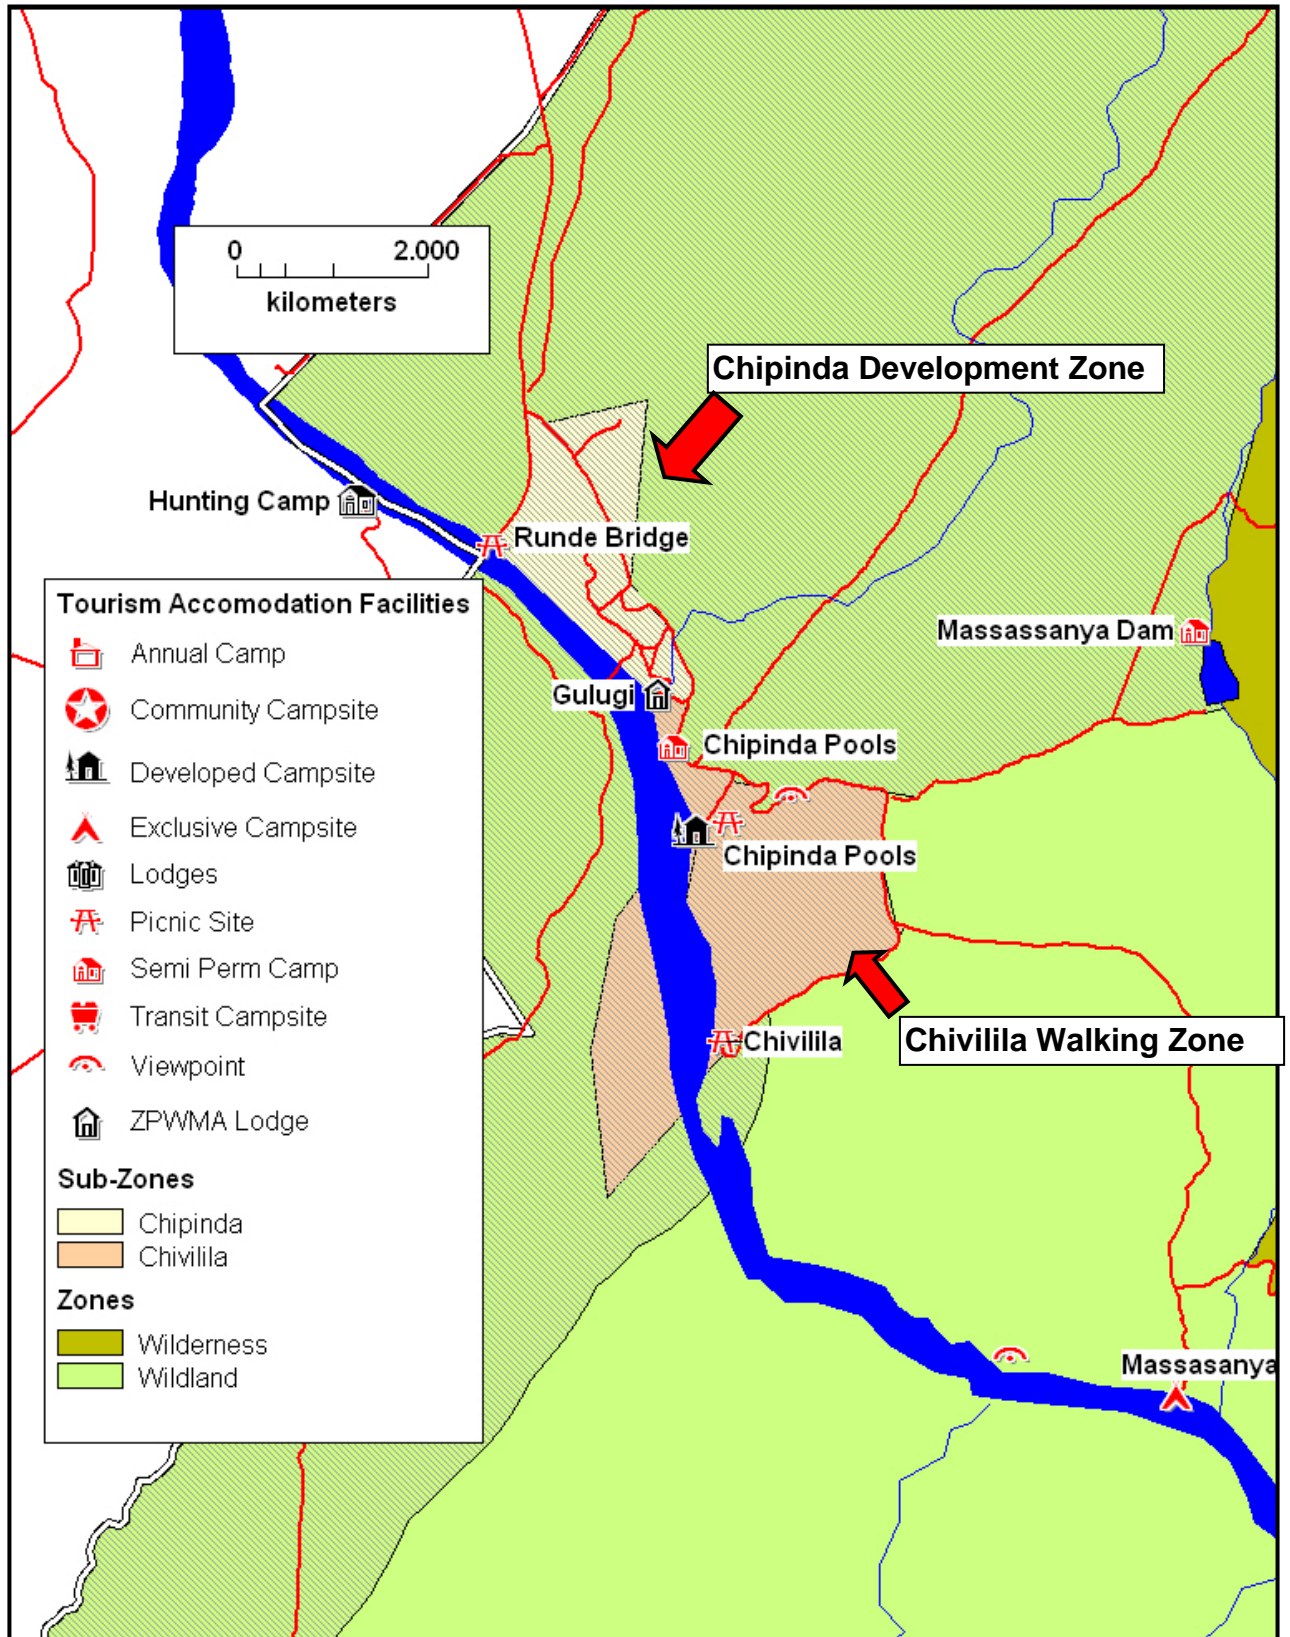 0 2.000
kilometers
Chipinda Development Zone
Hunting Camp
Runde Bridge
Tourism Accomodation Facilities
Annual Camp
Community Campsite
Developed Campsite
Exclusive Campsite
Lodges
Picnic Site
Semi Perm Camp
Transit Campsite
Viewpoint
ZPWMA Lodge
Sub-Zones
Chipinda
Chivilila
Zones
Wilderness
Wildland
Massassanya Dam
Gulugi
Chipinda Pools
Chipinda Pools
Chivilila
Chivilila Walking Zone
Massasanya